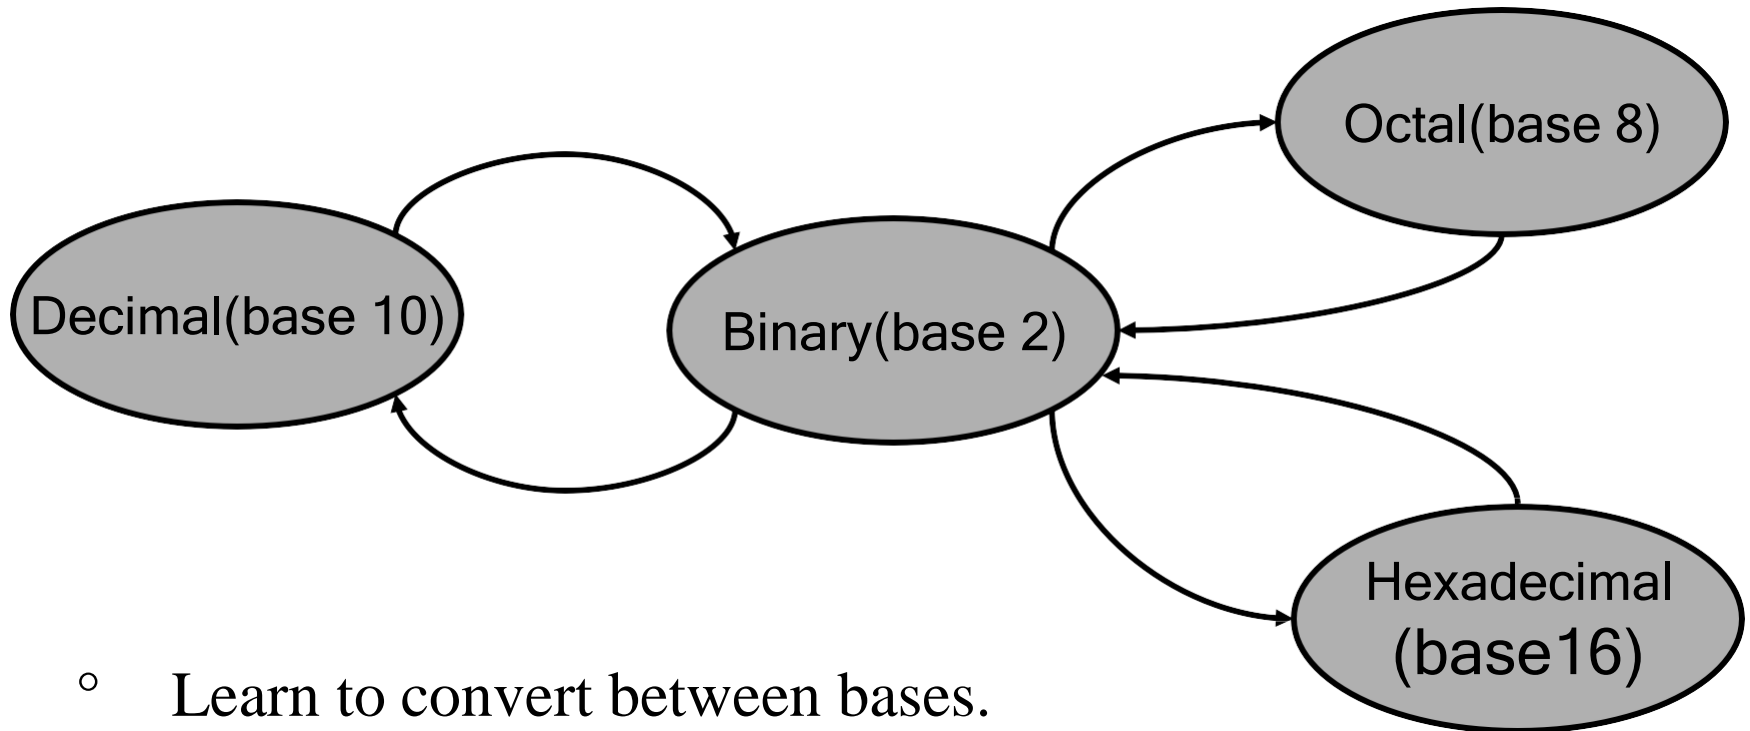 Octal(base 8)
Decimal(base 10)
Binary(base 2)
Hexadecimal
(base16)
° Learn to convert between bases.